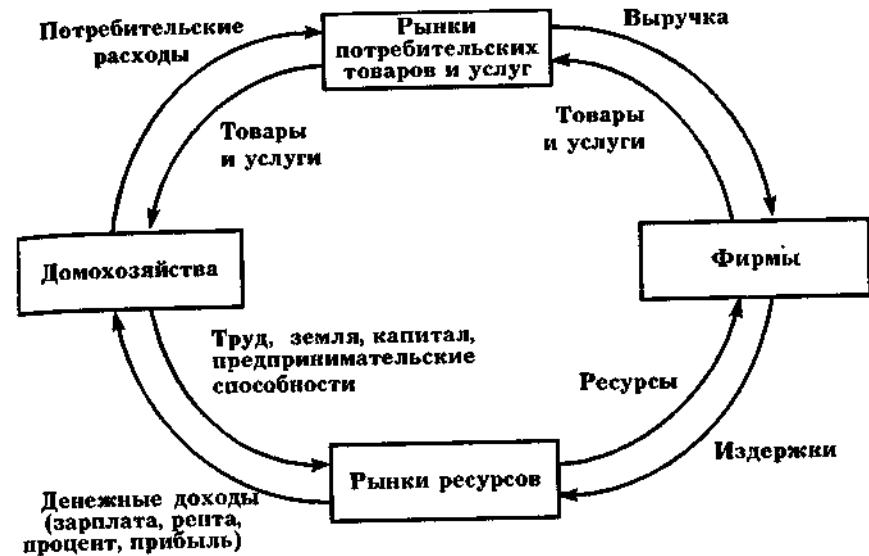 Потребительские
расходы
Рынки
потребительских
товаров и услуг
Выручка
Товары
и услуги
Товары
и услуги
Домохозяйства
Фирмы
Труд, земля, капитал,
предпринимательские
способности
Ресурсы
Рынки ресурсов
Издержки
Денежные доходы
(зарплата, рента,
процент, прибыль)